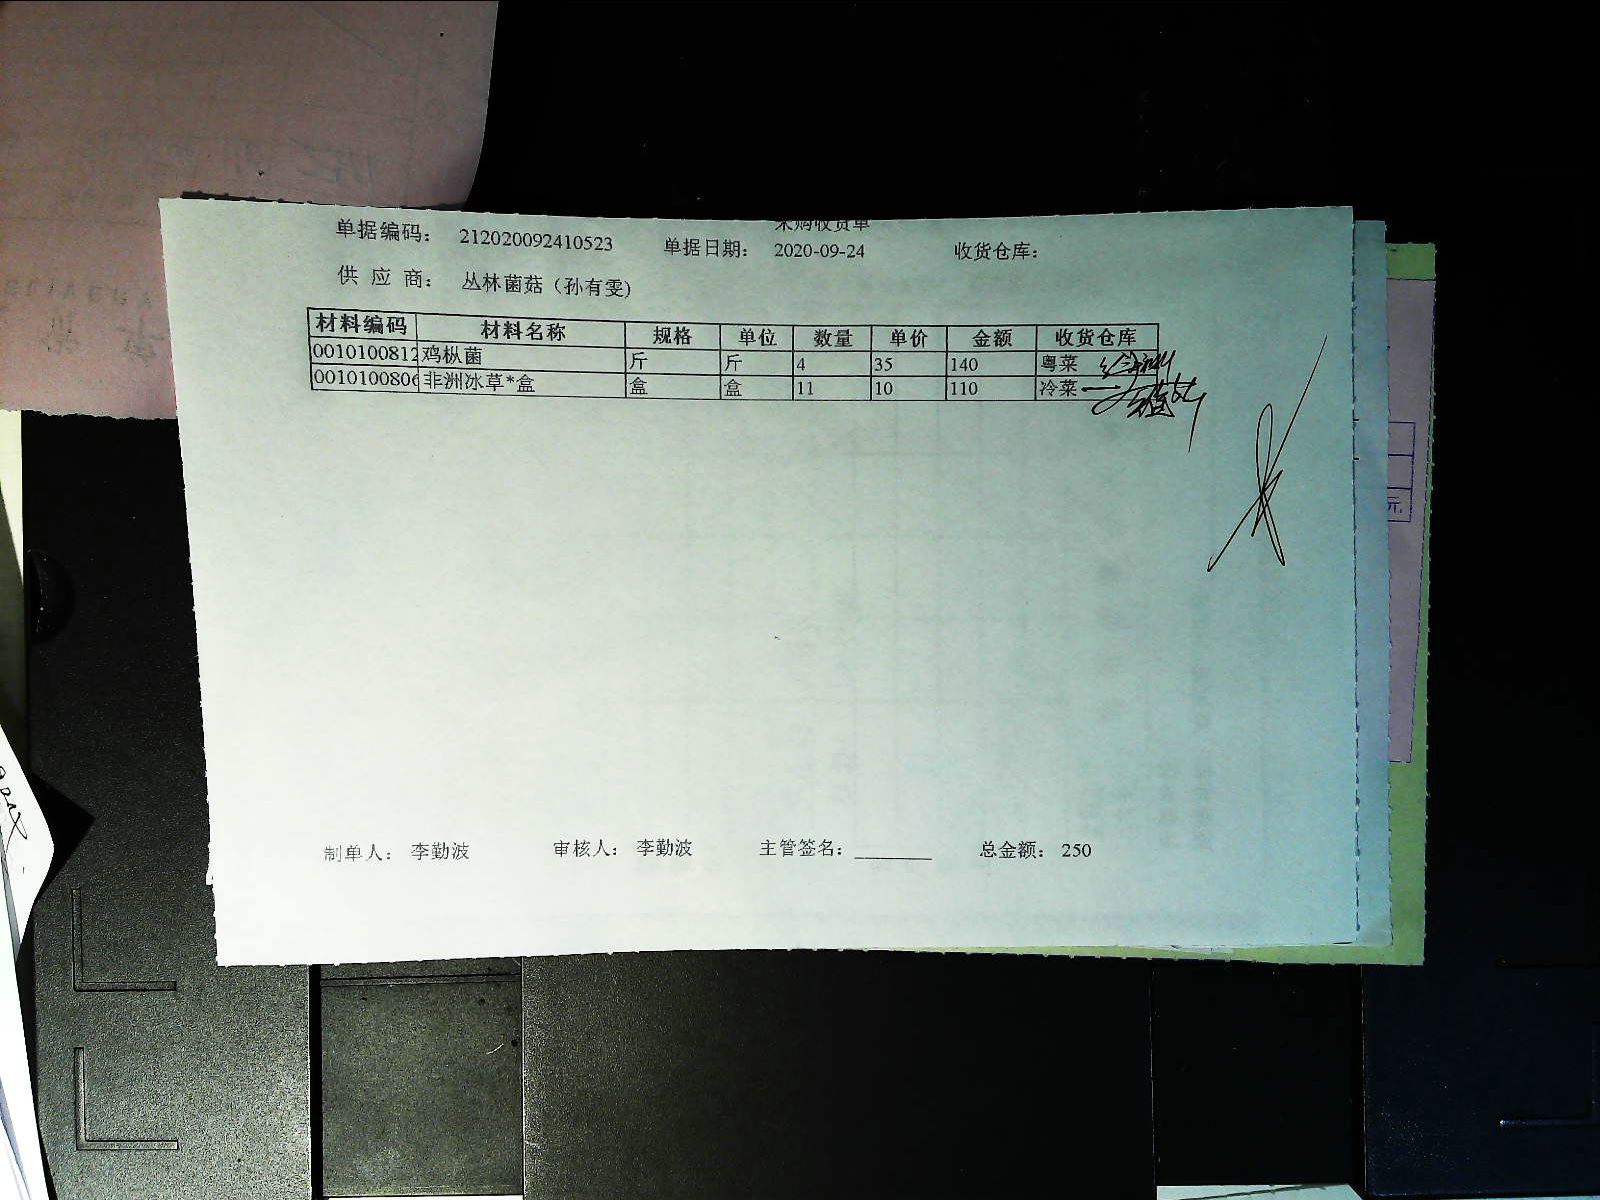 采购收货单
单据编码： 212020092410523 单据日期： 2020-09-24 收货仓库：
供 应 商： 丛林菌菇（孙有雯)
材料编码 材料名称 规格 单位 数量 单价 金额 收货仓库
0010100812 鸡枞菌 斤 斤 4 35 140 粤菜
001010080 非洲冰草*盒 盒 盒 11 10 110 冷菜
元
制单人： 李勤波 审核人： 李勤波 主管签名： ________ 总金额： 250